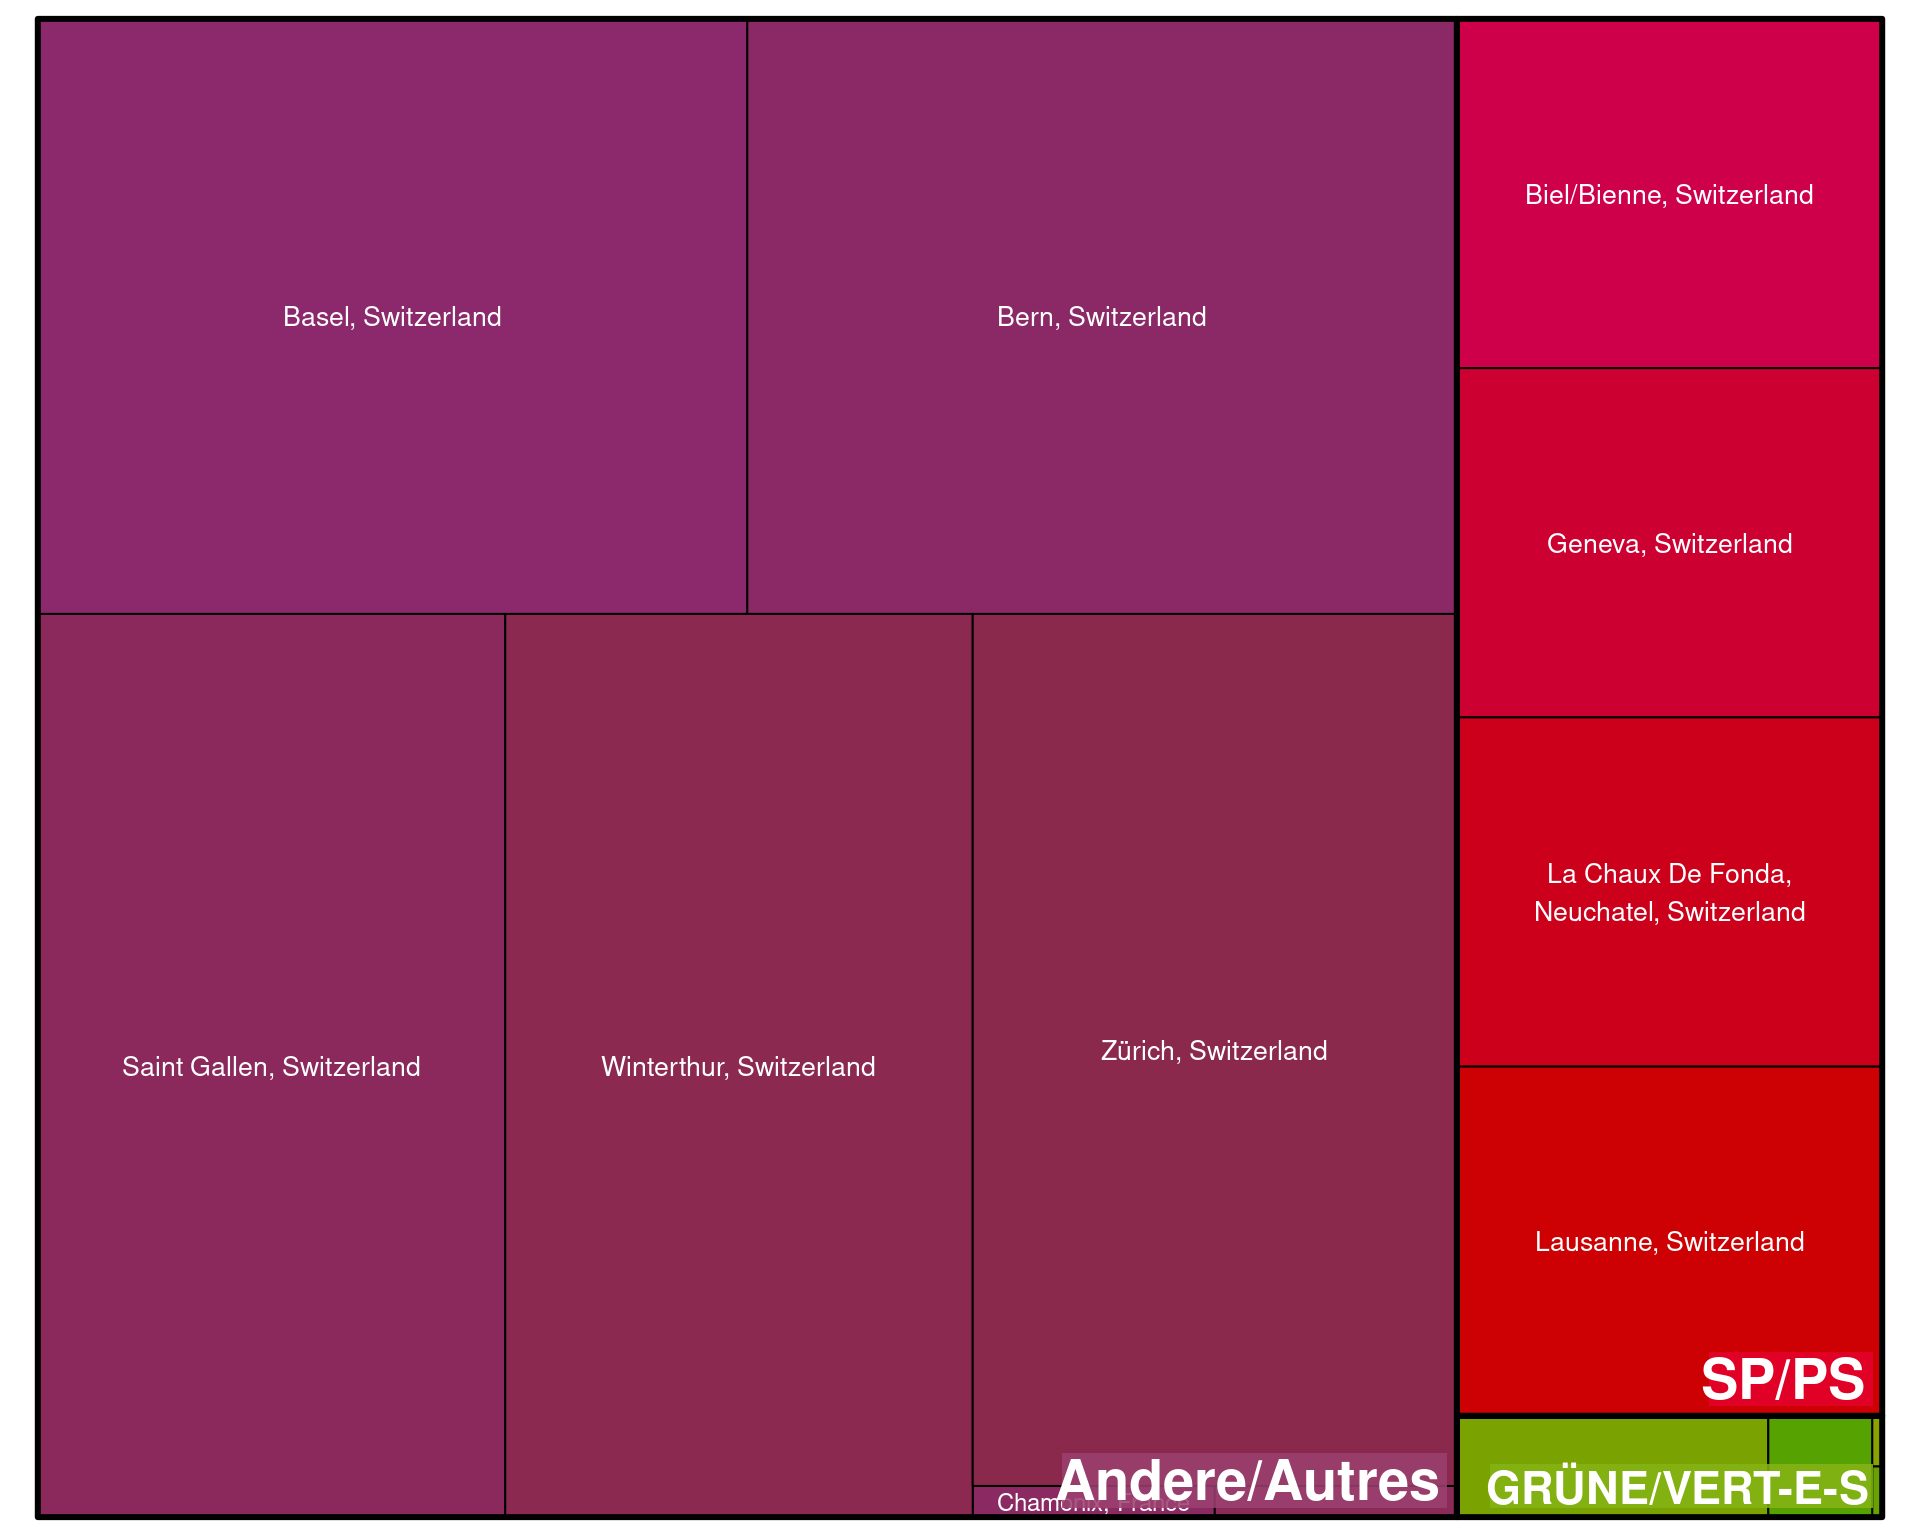 Basel, Switzerland
Bern, Switzerland
Biel/Bienne, Switzerland
Geneva, Switzerland
La Chaux De Fonda,
Neuchatel, Switzerland
Saint Gallen, Switzerland
Winterthur, Switzerland
Zürich, Switzerland
Lausanne, Switzerland
SP/PS
Andere/Autres
GRÜNE/VERT-E-S
Chamonix, France